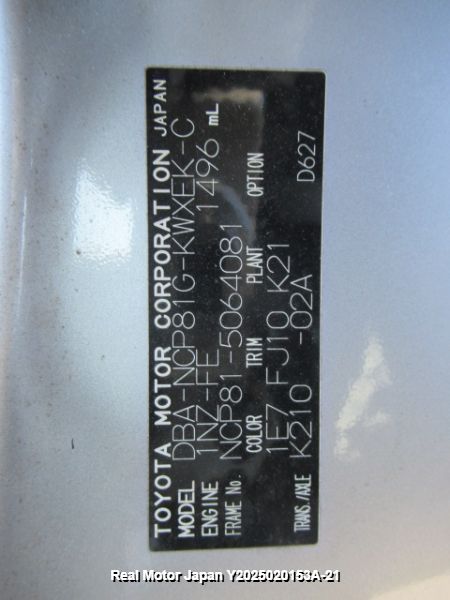 TOYOTA MOTOR CORPORATION JAPAN
MODEL DBA-NCP81G-KWXEK-C
ENGINE 1NZ-FE 1496 mL
FRAME No. NCP81-5064081
COLOR TRIM PLANT OPTION
1E7 FJ10 K21
TRANS./AXLE K210 -02A D627
Real Motor Japan Y2025020153A-21